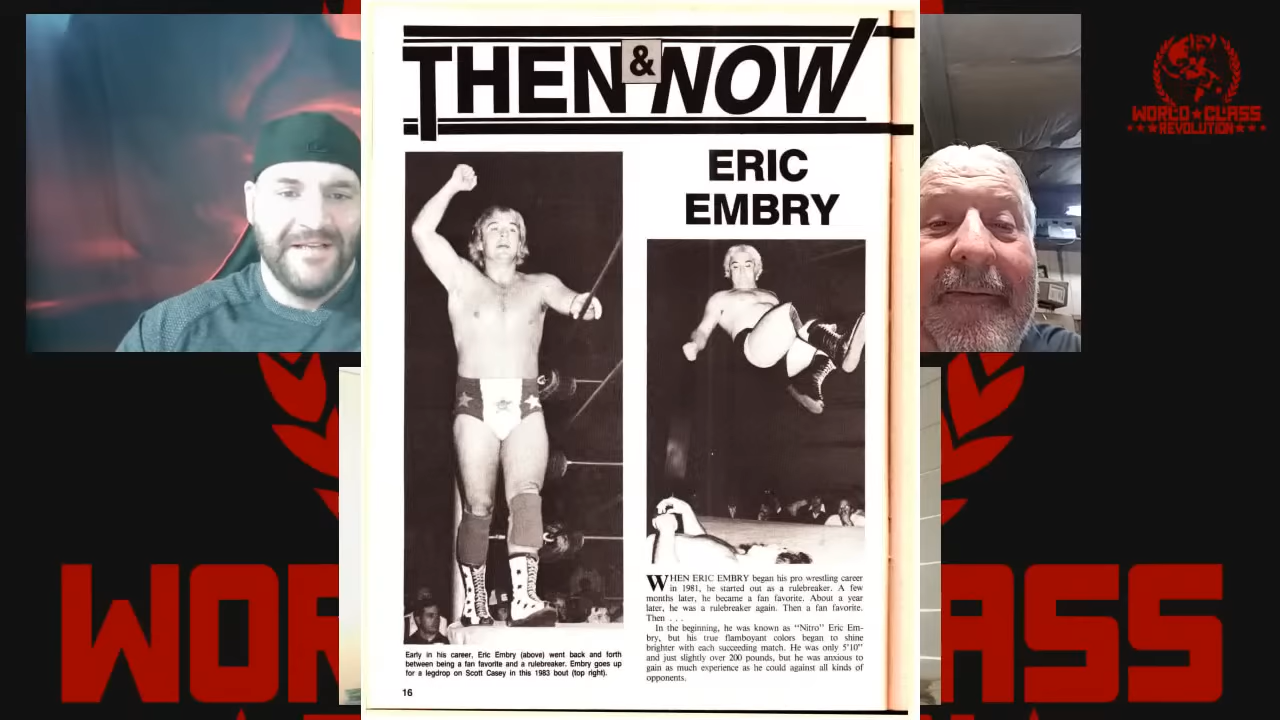 THEN & NOW
ERIC
EMBRY
WHEN ERIC EMBRY began his pro wrestling career
in 1981, he started out as a rulebreaker. A few
months later, he became a fan favorite. About a year
later, he was a rulebreaker again. Then a fan favorite.
Then . . .
In the beginning, he was known as “Nitro” Eric Em-
bry, but his true flamboyant colors began to shine
brighter with each succeeding match. He was only 5'10"
and just slightly over 200 pounds, but he was anxious to
gain as much experience as he could against all kinds of
opponents.
Early in his career, Eric Embry (above) went back and forth
between being a fan favorite and a rulebreaker. Embry goes up
for a legdrop on Scott Casey in this 1983 bout (top right).
16
WORLD CLASS
REVOLUTION
WOR
ASS